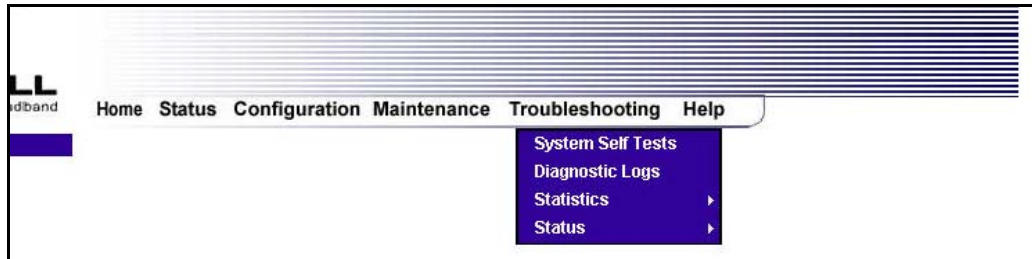 Home Status Configuration Maintenance Troubleshooting Help
System Self Tests
Diagnostic Logs
Statistics
Status